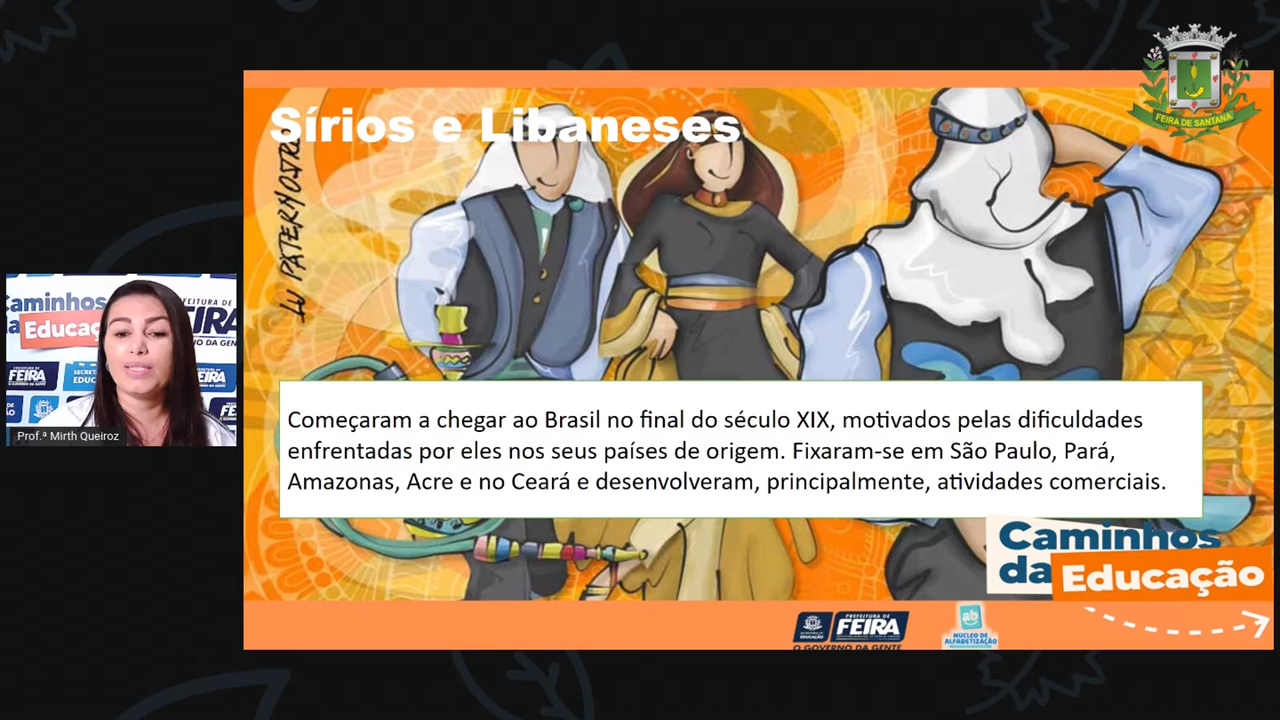 FEIRA DE SANTANA
Sírios e Libaneses
LU PATERNOSTRO
Caminhos
da Educação
PREFEITURA DE
FEIRA
Prof.ª Mirth Queiroz
Começaram a chegar ao Brasil no final do século XIX, motivados pelas dificuldades
enfrentadas por eles nos seus países de origem. Fixaram-se em São Paulo, Pará,
Amazonas, Acre e no Ceará e desenvolveram, principalmente, atividades comerciais.
Caminhos
da Educação
PREFEITURA DE
FEIRA
O GOVERNO DA GENTE
ab
NÚCLEO DE
ALFABETIZAÇÃO